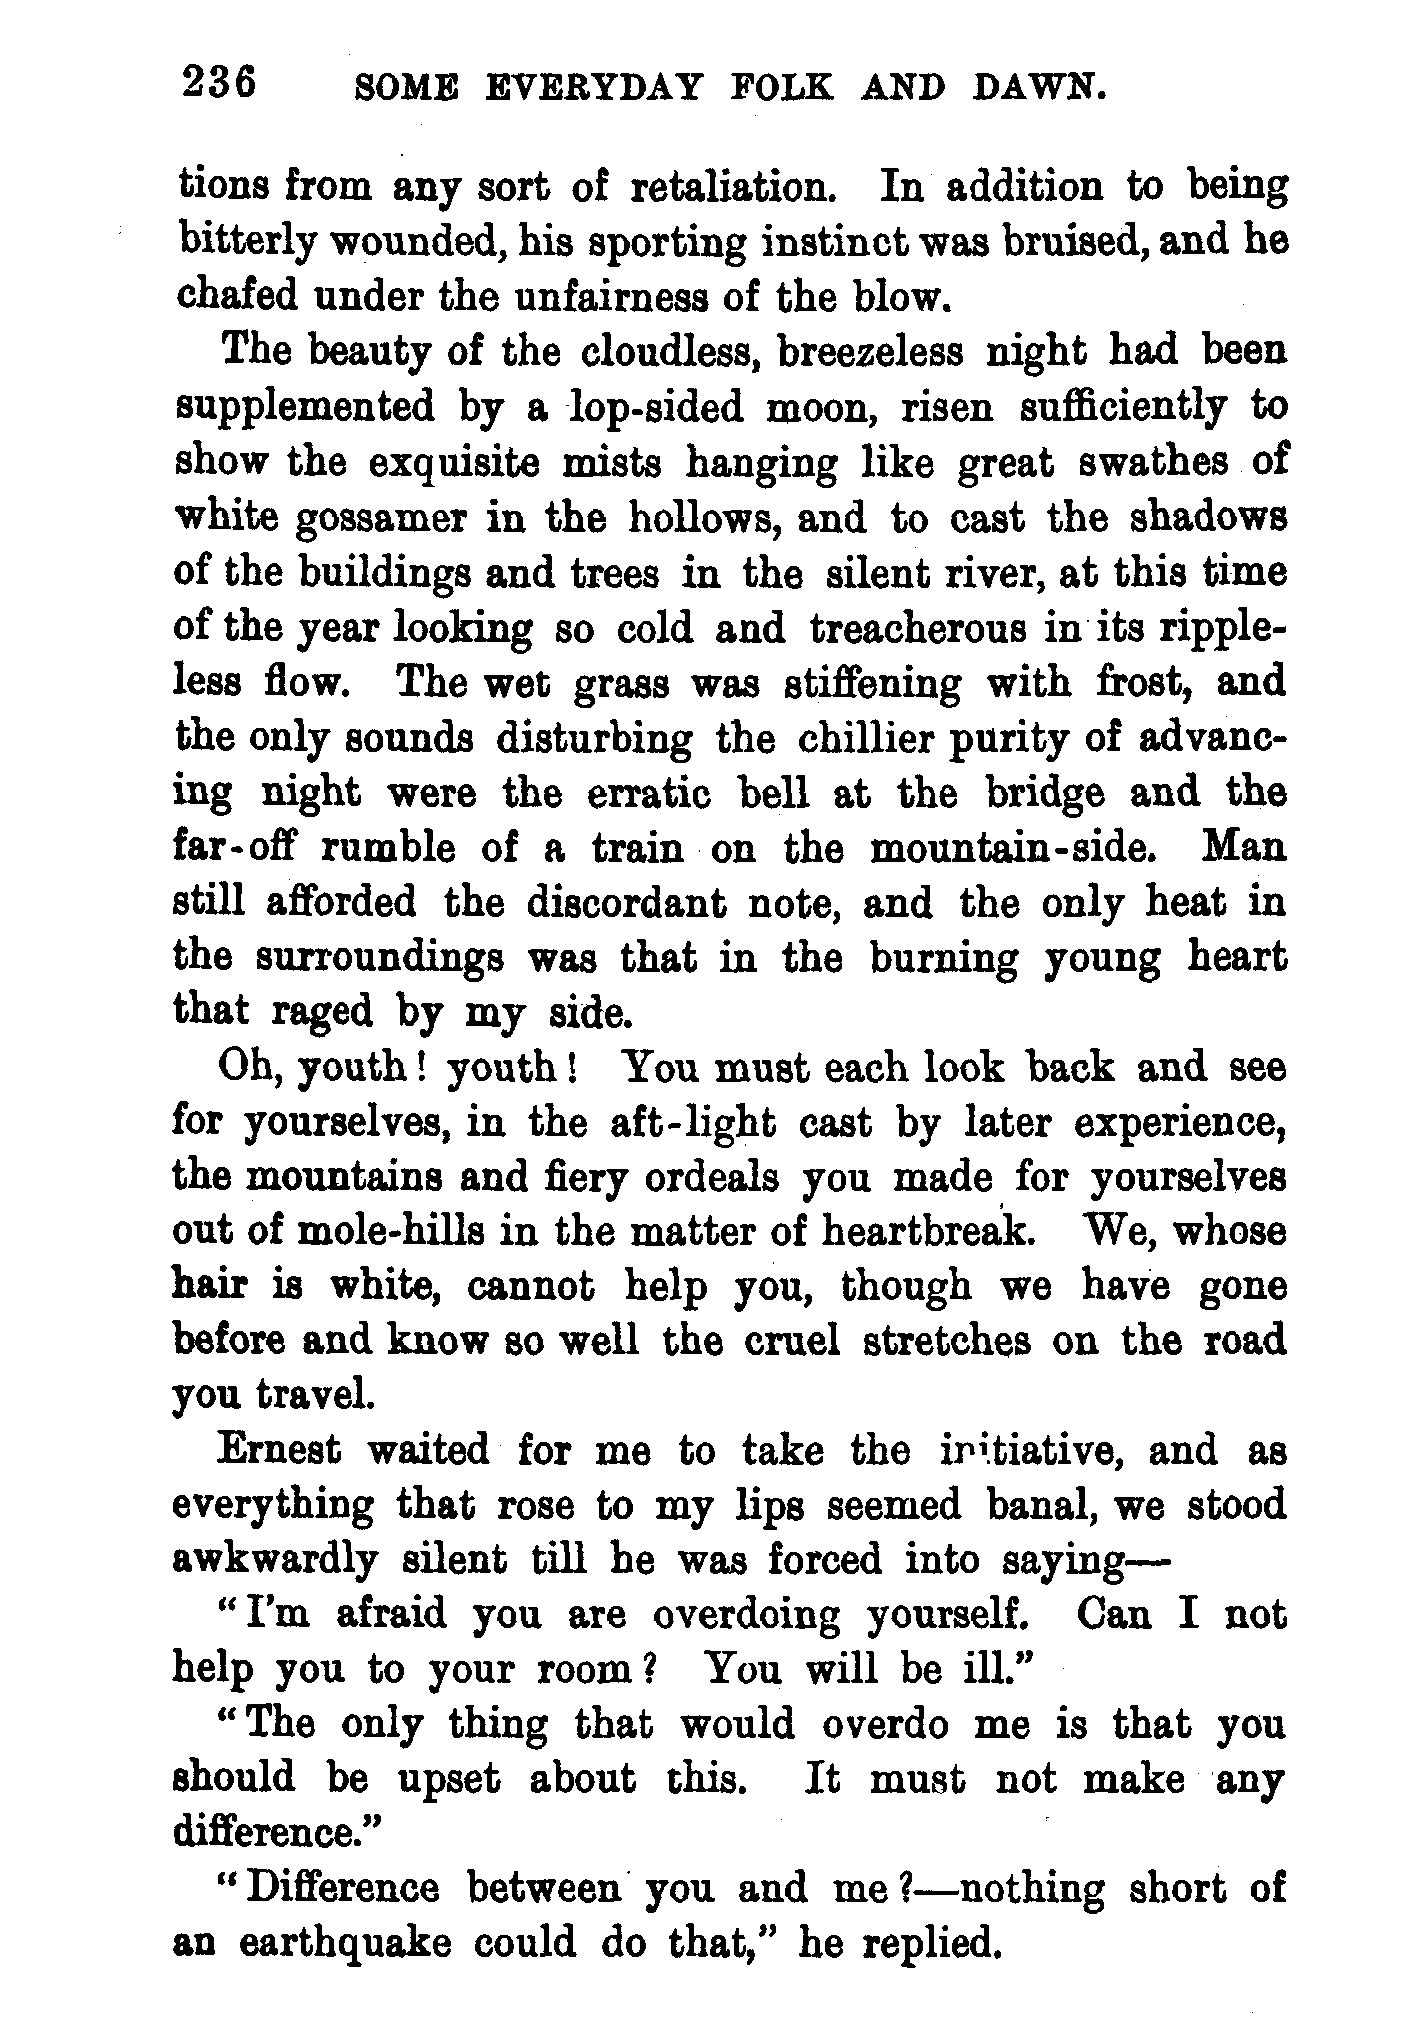 236 SOME EVERYDAY FOLK AND DAWN.
tions from any sort of retaliation. In addition to being
bitterly wounded, his sporting instinct was bruised, and he
chafed under the unfairness of the blow.
The beauty of the cloudless, breezeless night had been
supplemented by a lop-sided moon, risen sufficiently to
show the exquisite mists hanging like great swathes of
white gossamer in the hollows, and to cast the shadows
of the buildings and trees in the silent river, at this time
of the year looking so cold and treacherous in its ripple-
less flow. The wet grass was stiffening with frost, and
the only sounds disturbing the chillier purity of advanc-
ing night were the erratic bell at the bridge and the
far-off rumble of a train on the mountain-side. Man
still afforded the discordant note, and the only heat in
the surroundings was that in the burning young heart
that raged by my side.
Oh, youth! youth! You must each look back and see
for yourselves, in the aft-light cast by later experience,
the mountains and fiery ordeals you made for yourselves
out of mole-hills in the matter of heartbreak. We, whose
hair is white, cannot help you, though we have gone
before and know so well the cruel stretches on the road
you travel.
Ernest waited for me to take the initiative, and as
everything that rose to my lips seemed banal, we stood
awkwardly silent till he was forced into saying—
"I'm afraid you are overdoing yourself. Can I not
help you to your room? You will be ill."
"The only thing that would overdo me is that you
should be upset about this. It must not make any
difference."
"Difference between you and me?—nothing short of
an earthquake could do that," he replied.